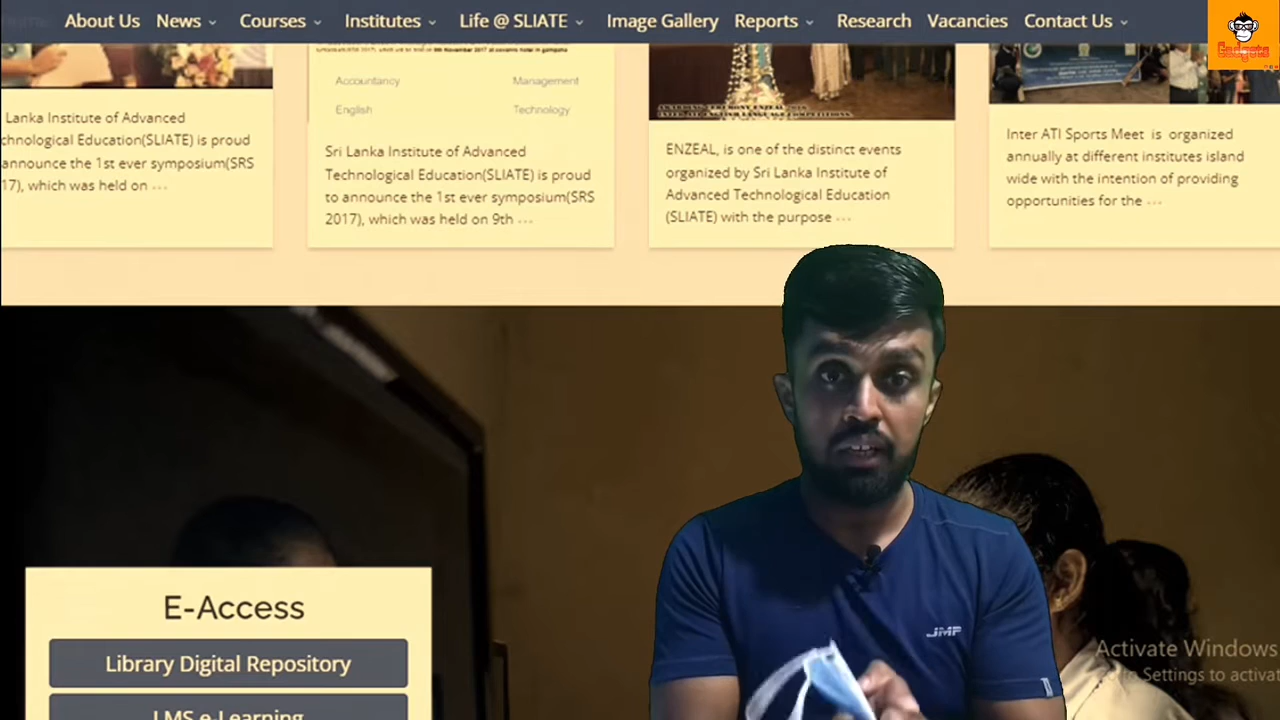 About Us News Courses Institutes Life @ SLIATE Image Gallery Reports Research Vacancies Contact Us
Gadgets
Accountancy Management
English Technology
Lanka Institute of Advanced
chnological Education(SLIATE) is proud
announce the 1st ever symposium(SRS
17), which was held on ...
Sri Lanka Institute of Advanced
Technological Education(SLIATE) is proud
to announce the 1st ever symposium(SRS
2017), which was held on 9th ...
ENZEAL, is one of the distinct events
organized by Sri Lanka Institute of
Advanced Technological Education
(SLIATE) with the purpose ...
Inter ATI Sports Meet is organized
annually at different institutes island
wide with the intention of providing
opportunities for the ...
E-Access
Library Digital Repository
LMS e-Learning
JMP
Activate Windows
to Settings to activat